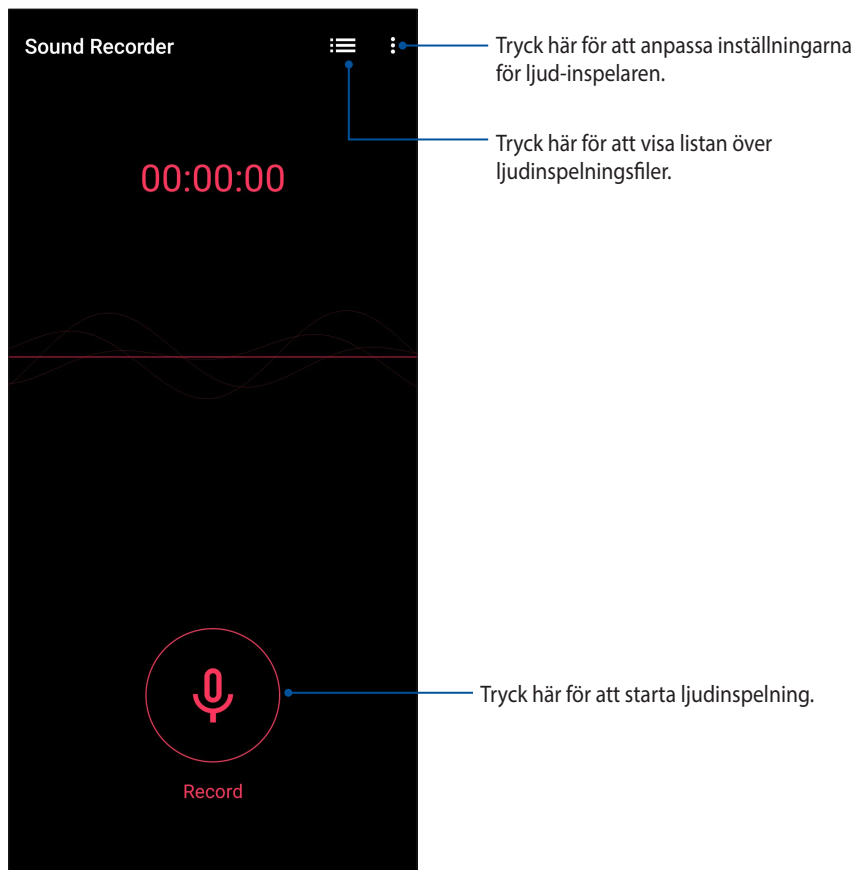 Sound Recorder
Tryck här för att anpassa inställningarna
för ljud-inspelaren.
Tryck här för att visa listan över
ljudinspelningsfiler.
00:00:00
Tryck här för att starta ljudinspelning.
Record